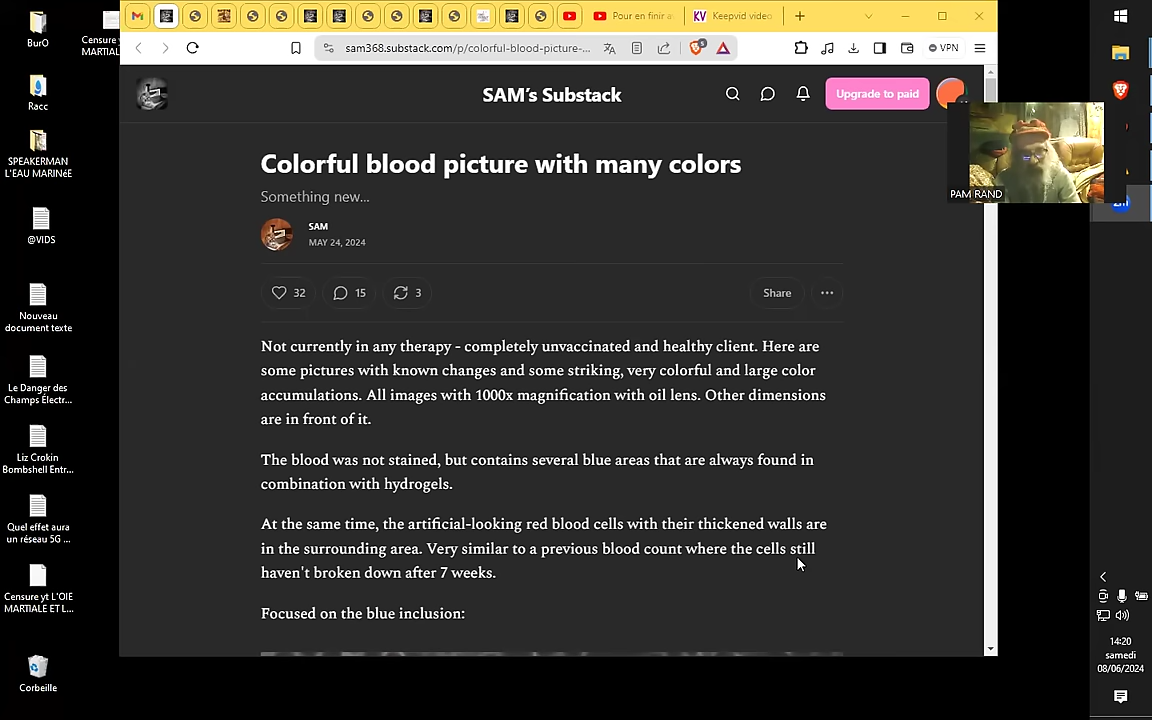 BurO
Censure
MARTIALE
Racc
SPEAKERMAN
L'EAU MARINéE
@VIDS
Nouveau
document texte
Le Danger des
Champs Électr...
Liz Crokin
Bombshell Entr...
Quel effet aura
un réseau 5G ...
Censure yt L'OIE
MARTIALE ET L...
Corbeille
Pour en finir
KV Keepvid video
sam368.substack.com/p/colorful-blood-picture-...
VPN
SAM's Substack
Upgrade to paid
Colorful blood picture with many colors
Something new...
SAM
MAY 24, 2024
32
15
3
Share
Not currently in any therapy - completely unvaccinated and healthy client. Here are
some pictures with known changes and some striking, very colorful and large color
accumulations. All images with 1000x magnification with oil lens. Other dimensions
are in front of it.
The blood was not stained, but contains several blue areas that are always found in
combination with hydrogels.
At the same time, the artificial-looking red blood cells with their thickened walls are
in the surrounding area. Very similar to a previous blood count where the cells still
haven't broken down after 7 weeks.
Focused on the blue inclusion:
PAM RAND
14:20
samedi
08/06/2024